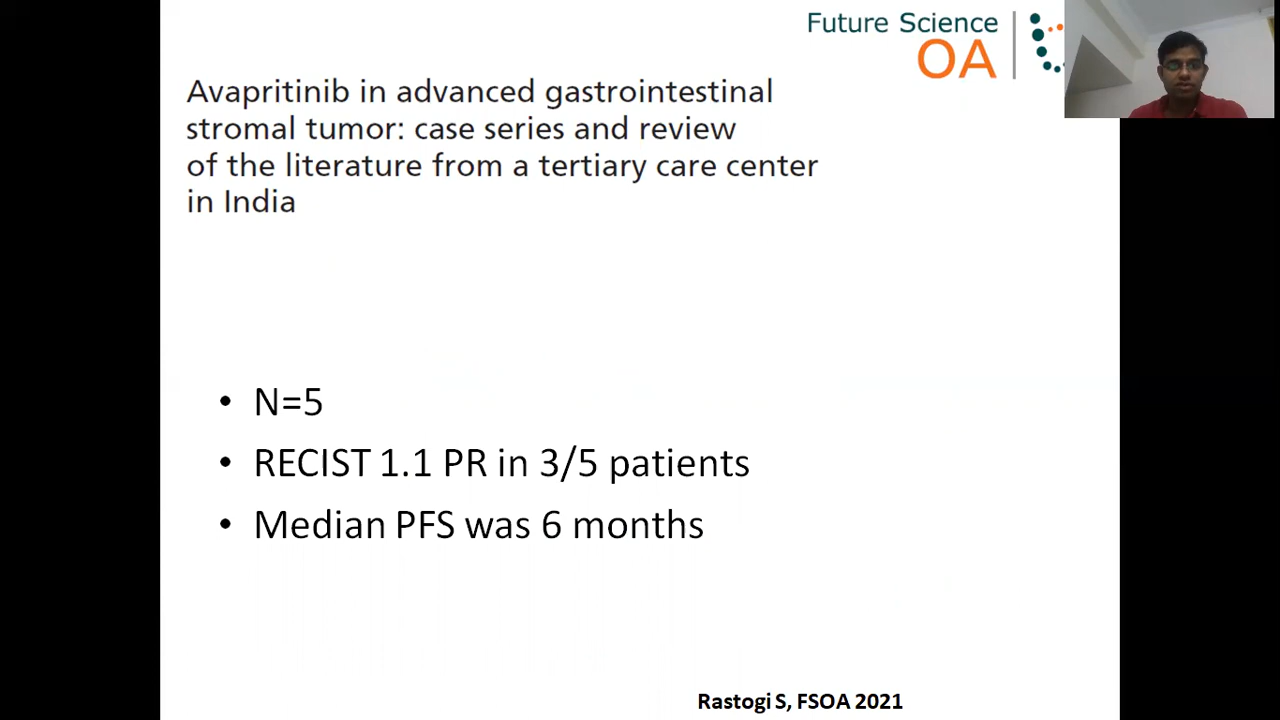 Future Science
OA
Avapritinib in advanced gastrointestinal
stromal tumor: case series and review
of the literature from a tertiary care center
in India
• N=5
• RECIST 1.1 PR in 3/5 patients
• Median PFS was 6 months
Rastogi S, FSOA 2021